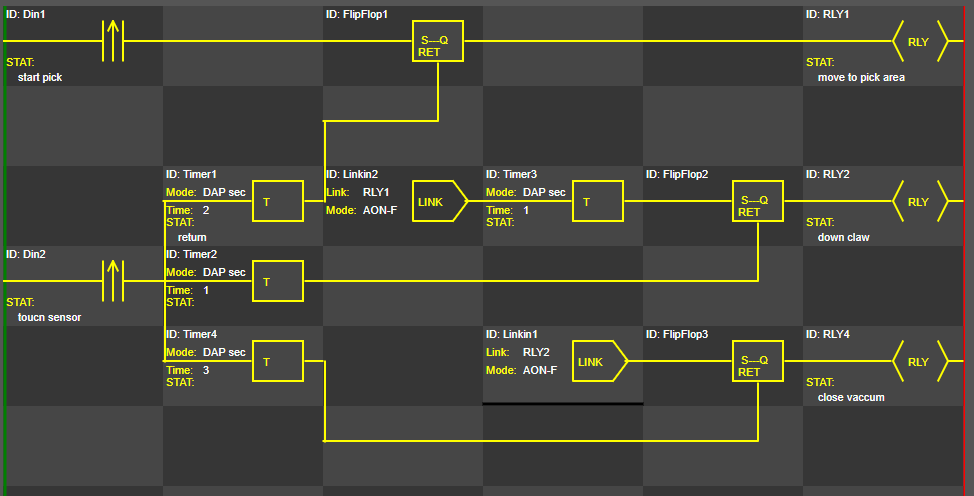 ID: Din1
ID: FlipFlop1
ID: RLY1
S---Q
RET
RLY
STAT:
start pick
STAT:
move to pick area
ID: Timer1
ID: Linkin2
ID: Timer3
ID: FlipFlop2
ID: RLY2
Mode: DAP sec
Link: RLY1
Mode: DAP sec
T
LINK
T
S---Q
RET
RLY
Time: 2
Mode: AON-F
Time: 1
STAT:
STAT:
STAT:
return
down claw
ID: Din2
ID: Timer2
Mode: DAP sec
T
Time: 1
STAT:
STAT:
toucn sensor
ID: Timer4
ID: Linkin1
ID: FlipFlop3
ID: RLY4
Mode: DAP sec
Link: RLY2
T
LINK
S---Q
RET
RLY
Time: 3
Mode: AON-F
STAT:
STAT:
close vaccum